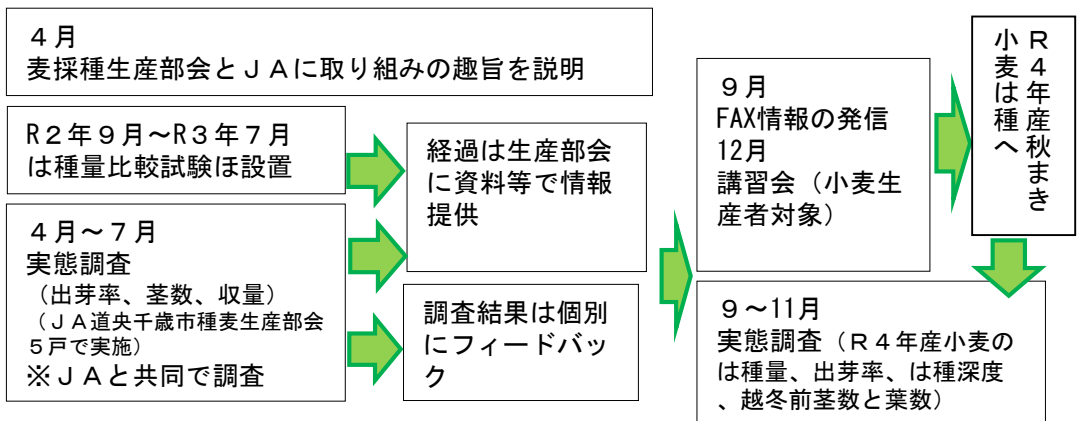 ４月
麦採種生産部会とＪＡに取り組みの趣旨を説明
R２年９月～R３年７月
は種量比較試験ほ設置
４月～７月
実態調査
（出芽率、茎数、収量）
（ＪＡ道央千歳市種麦生産部会
５戸で実施）
※ＪＡと共同で調査
経過は生産部会
に資料等で情報
提供
調査結果は個別
にフィードバッ
ク
９月
FAX情報の発信
12月
講習会（小麦生
産者対象）
Ｒ４年産秋まき
小麦は種へ
９～11月
実態調査（Ｒ４年産小麦の
は種量、出芽率、は種深度
、越冬前茎数と葉数）